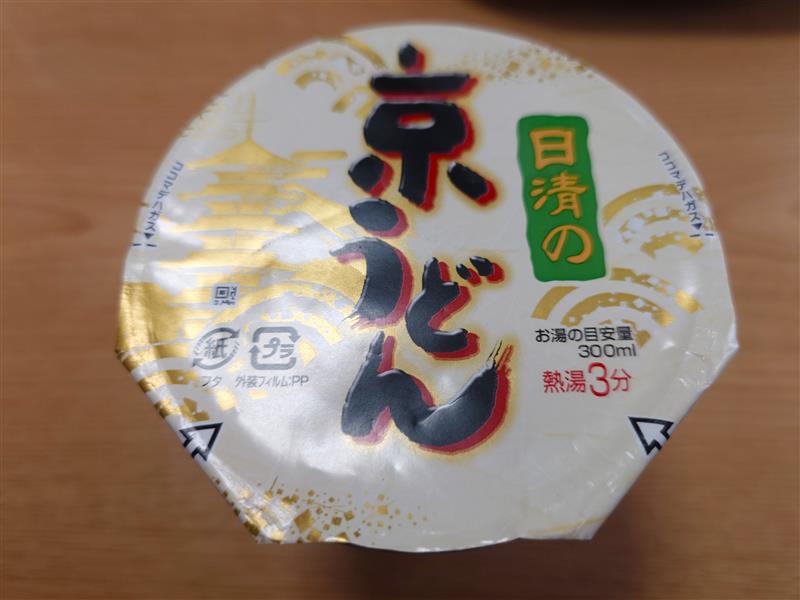 日清の
京うどん
お湯の目安量
300ml
熱湯3分
ココマデハガス▼
ココマデハガス▼
紙
フタ
プラ
外装フィルム:PP